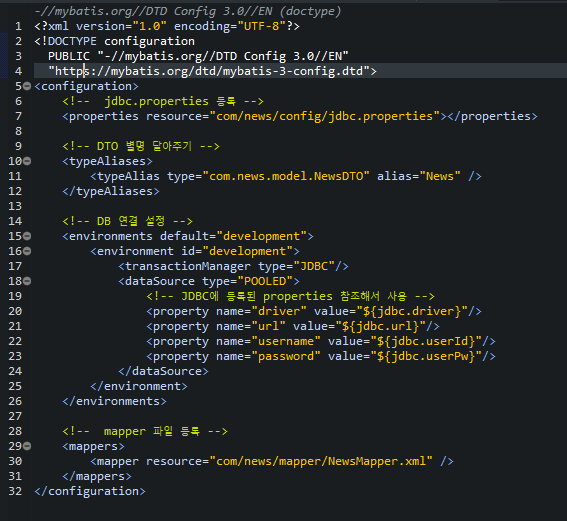 -//mybatis.org//DTD Config 3.0//EN (doctype)
1 <?xml version="1.0" encoding="UTF-8"?>
2 <!DOCTYPE configuration
3   PUBLIC "-//mybatis.org//DTD Config 3.0//EN"
4   "https://mybatis.org/dtd/mybatis-3-config.dtd">
5 <configuration>
6     <!--  jdbc.properties 등록 -->
7     <properties resource="com/news/config/jdbc.properties"></properties>
8
9     <!-- DTO 별명 달아주기 -->
10     <typeAliases>
11         <typeAlias type="com.news.model.NewsDTO" alias="News" />
12     </typeAliases>
13
14     <!-- DB 연결 설정 -->
15     <environments default="development">
16         <environment id="development">
17             <transactionManager type="JDBC"/>
18             <dataSource type="POOLED">
19                 <!-- JDBC에 등록된 properties 참조해서 사용 -->
20                 <property name="driver" value="${jdbc.driver}"/>
21                 <property name="url" value="${jdbc.url}"/>
22                 <property name="username" value="${jdbc.userId}"/>
23                 <property name="password" value="${jdbc.userPw}"/>
24             </dataSource>
25         </environment>
26     </environments>
27
28     <!--  mapper 파일 등록 -->
29     <mappers>
30         <mapper resource="com/news/mapper/NewsMapper.xml" />
31     </mappers>
32 </configuration>